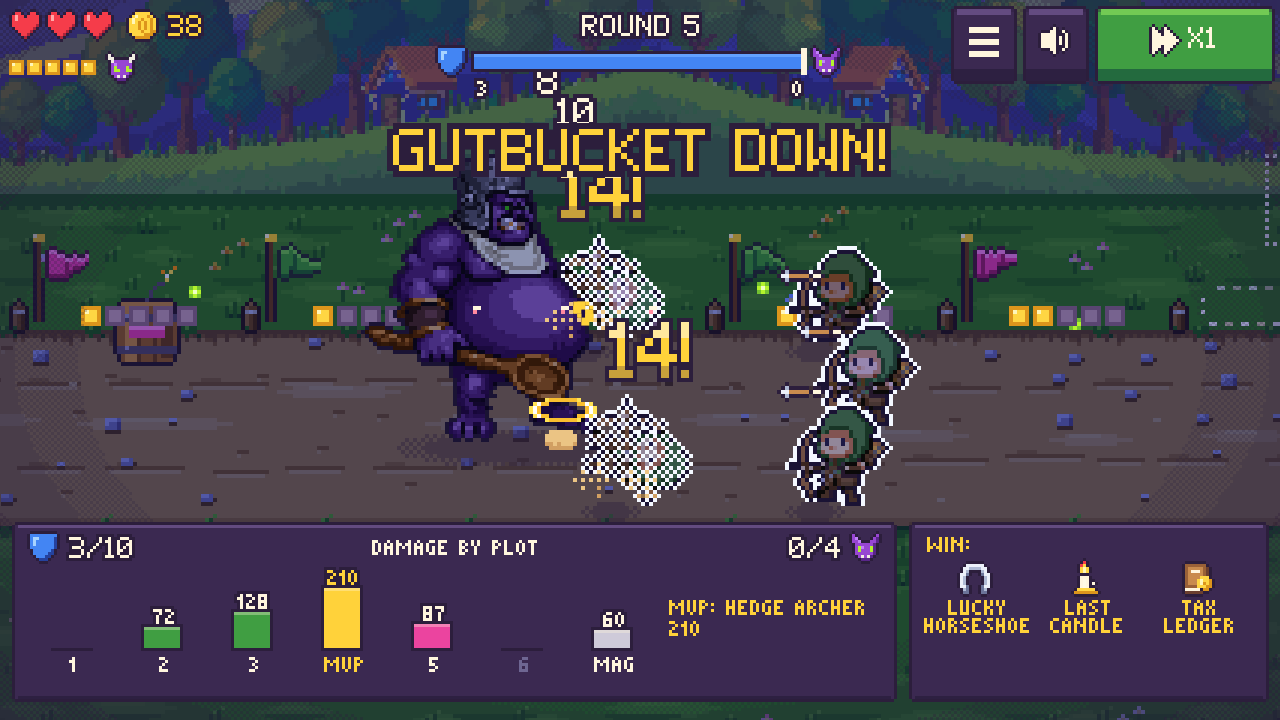 38
ROUND 5
X1
3
0
8
10
GUTBUCKET DOWN!
14!
14!
3/10
DAMAGE BY PLOT
0/4
72
128
210
87
60
1
2
3
MVP
5
6
MAG
MVP: HEDGE ARCHER
210
WIN:
LUCKY
HORSESHOE
LAST
CANDLE
TAX
LEDGER